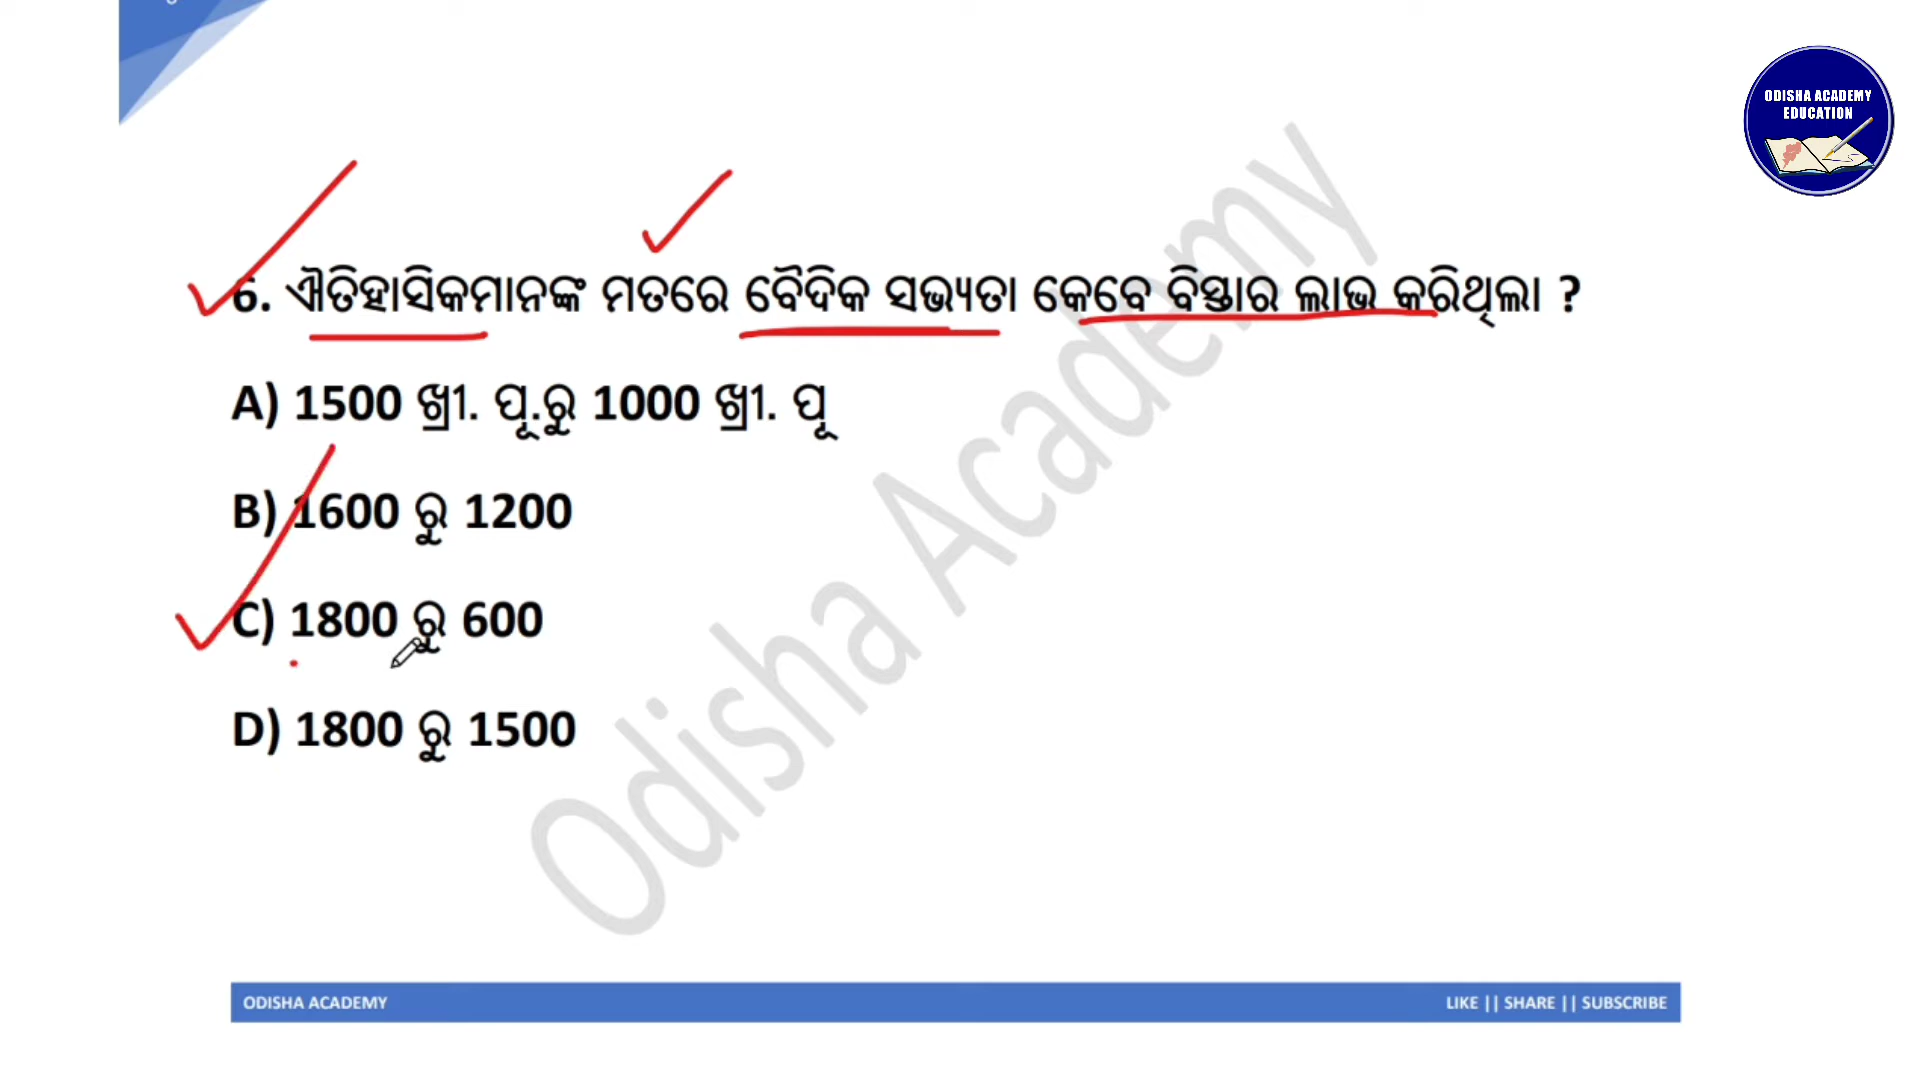 ODISHA ACADEMY
EDUCATION
6. ଐତିହାସିକମାନଙ୍କ ମତରେ ବୈଦିକ ସଭ୍ୟତା କେବେ ବିସ୍ତାର ଲାଭ କରିଥିଲା ?
A) 1500 ଖ୍ରୀ. ପୂ.ରୁ 1000 ଖ୍ରୀ. ପୂ
B) 1600 ରୁ 1200
C) 1800 ରୁ 600
D) 1800 ରୁ 1500
Odisha Academy
ODISHA ACADEMY
LIKE || SHARE || SUBSCRIBE